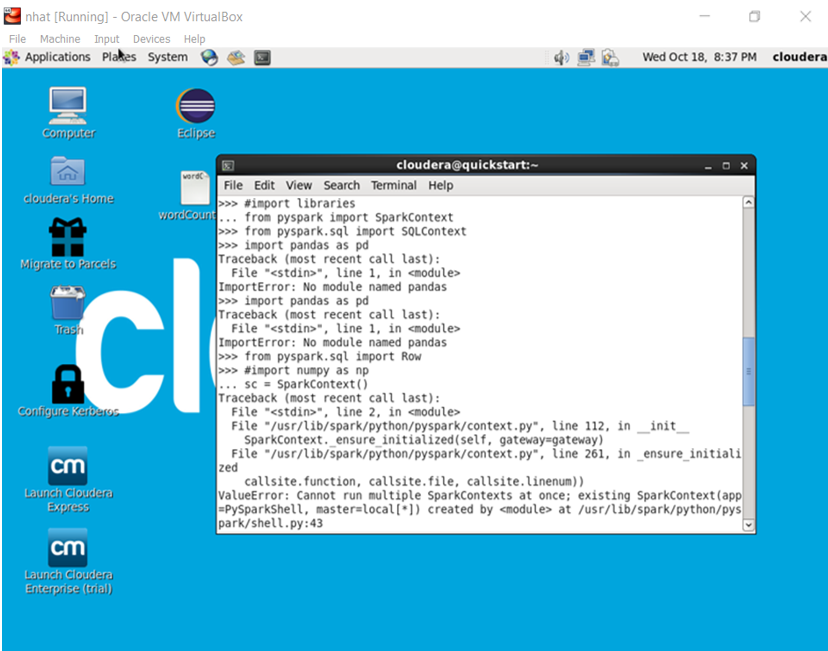 nhat [Running] - Oracle VM VirtualBox
File Machine Input Devices Help
Applications Places System Wed Oct 18, 8:37 PM cloudera
Computer
Eclipse
cloudera's Home
wordC~
wordCount
Migrate to Parcels
Trash
Configure Kerberos
cm
Launch Cloudera
Express
cm
Launch Cloudera
Enterprise (trial)
clo
cloudera@quickstart:~
File Edit View Search Terminal Help
>>> #import libraries
... from pyspark import SparkContext
>>> from pyspark.sql import SQLContext
>>> import pandas as pd
Traceback (most recent call last):
  File "<stdin>", line 1, in <module>
ImportError: No module named pandas
>>> import pandas as pd
Traceback (most recent call last):
  File "<stdin>", line 1, in <module>
ImportError: No module named pandas
>>> from pyspark.sql import Row
>>> #import numpy as np
... sc = SparkContext()
Traceback (most recent call last):
  File "<stdin>", line 2, in <module>
  File "/usr/lib/spark/python/pyspark/context.py", line 112, in __init__
    SparkContext._ensure_initialized(self, gateway=gateway)
  File "/usr/lib/spark/python/pyspark/context.py", line 261, in _ensure_initiali
zed
    callsite.function, callsite.file, callsite.linenum))
ValueError: Cannot run multiple SparkContexts at once; existing SparkContext(app
=PySparkShell, master=local[*]) created by <module> at /usr/lib/spark/python/pys
park/shell.py:43